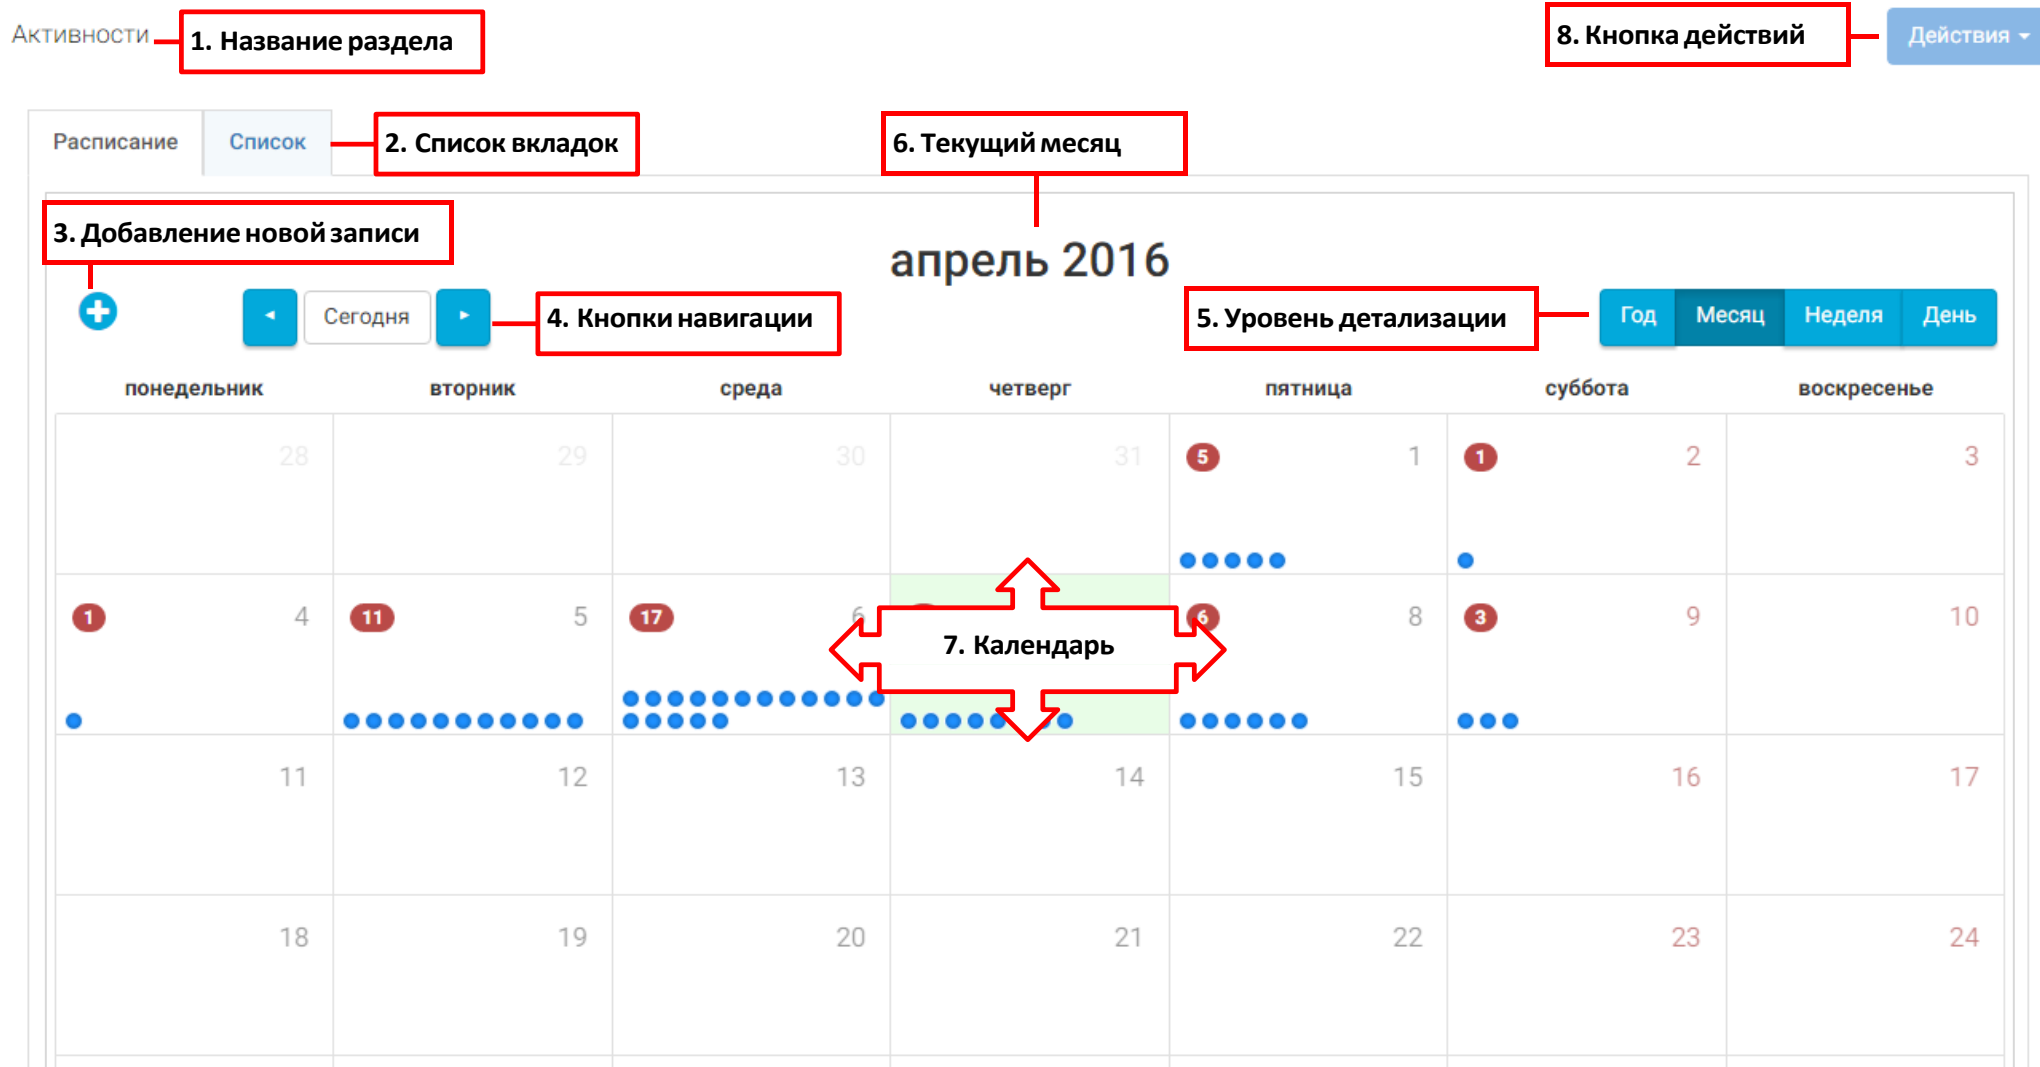 Активности
1. Название раздела
8. Кнопка действий
Действия
Расписание
Список
2. Список вкладок
6. Текущий месяц
3. Добавление новой записи
апрель 2016
Сегодня
4. Кнопки навигации
5. Уровень детализации
Год Месяц Неделя День
понедельник вторник среда четверг пятница суббота воскресенье
28 29 30 31 5 1 1 2 3
1 4 11 5 17 6 6 8 3 9 10
7. Календарь
11 12 13 14 15 16 17
18 19 20 21 22 23 24